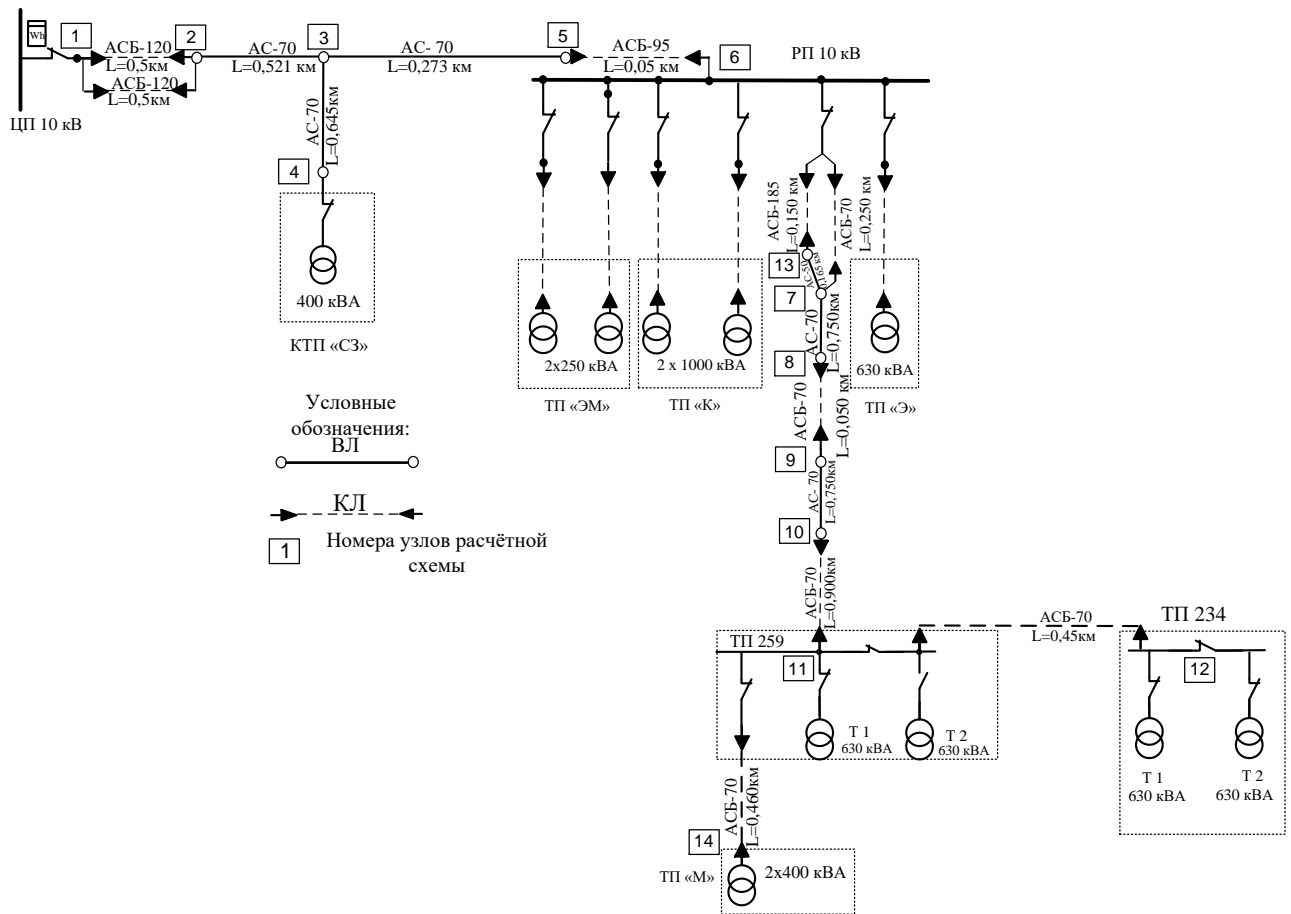 Wh
1
АСБ-120
L=0,5км
АСБ-120
L=0,5км
2
АС-70
L=0,521 км
3
АС- 70
L=0,273 км
5
АСБ-95
L=0,05 км
6
РП 10 кВ
ЦП 10 кВ
АС-70
L=0,645км
4
400 кВА
КТП «СЗ»
2х250 кВА
ТП «ЭМ»
2 х 1000 кВА
ТП «К»
АСБ-185
L=0,150 км
АСБ-70
L=0,250 км
13
АС-50
7
АС-70
L=0,750км
8
630 кВА
ТП «Э»
АСБ-70
L=0,050 км
9
АС- 70
L=0,750км
10
АСБ-70
L=0,900км
Условные
обозначения:
ВЛ
КЛ
1
Номера узлов расчётной
схемы
ТП 259
11
Т 1
630 кВА
Т 2
630 кВА
АСБ-70
L=0,45км
ТП 234
12
Т 1
630 кВА
Т 2
630 кВА
АСБ-70
L=0,460км
14
ТП «М»
2х400 кВА